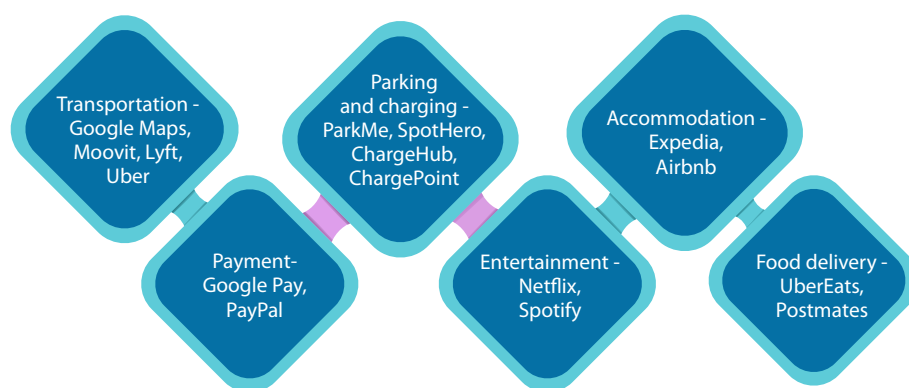 Transportation -
Google Maps,
Moovit, Lyft,
Uber
Payment-
Google Pay,
PayPal
Parking
and charging -
ParkMe, SpotHero,
ChargeHub,
ChargePoint
Entertainment -
Netflix,
Spotify
Accommodation -
Expedia,
Airbnb
Food delivery -
UberEats,
Postmates